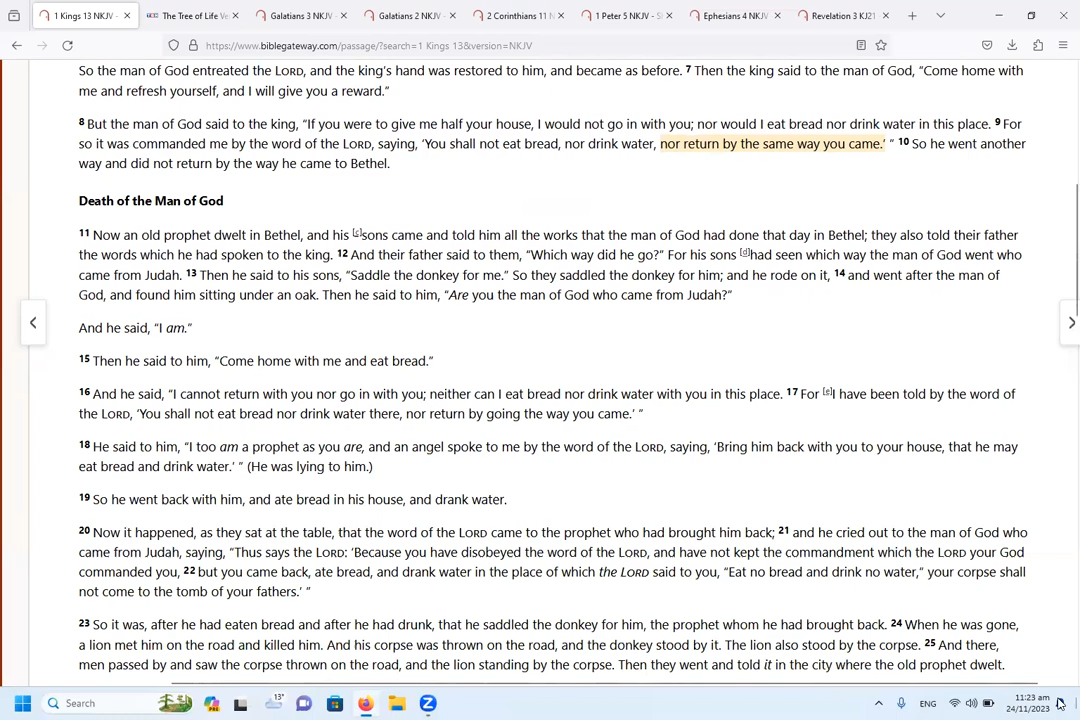 1 Kings 13 NKJV -
The Tree of Life Ve
Galatians 3 NKJV -
Galatians 2 NKJV -
2 Corinthians 11 N
1 Peter 5 NKJV - S
Ephesians 4 NKJV
Revelation 3 KJ21
https://www.biblegateway.com/passage/?search=1 Kings 13&version=NKJV
So the man of God entreated the LORD, and the king's hand was restored to him, and became as before. 7 Then the king said to the man of God, “Come home with
me and refresh yourself, and I will give you a reward.”
8 But the man of God said to the king, “If you were to give me half your house, I would not go in with you; nor would I eat bread nor drink water in this place. 9 For
so it was commanded me by the word of the LORD, saying, ‘You shall not eat bread, nor drink water, nor return by the same way you came.’ ” 10 So he went another
way and did not return by the way he came to Bethel.
Death of the Man of God
11 Now an old prophet dwelt in Bethel, and his [c]sons came and told him all the works that the man of God had done that day in Bethel; they also told their father
the words which he had spoken to the king. 12 And their father said to them, “Which way did he go?” For his sons [d]had seen which way the man of God went who
came from Judah. 13 Then he said to his sons, “Saddle the donkey for me.” So they saddled the donkey for him; and he rode on it, 14 and went after the man of
God, and found him sitting under an oak. Then he said to him, “Are you the man of God who came from Judah?”
And he said, “I am.”
15 Then he said to him, “Come home with me and eat bread.”
16 And he said, “I cannot return with you nor go in with you; neither can I eat bread nor drink water with you in this place. 17 For [e]I have been told by the word of
the LORD, ‘You shall not eat bread nor drink water there, nor return by going the way you came.’ ”
18 He said to him, “I too am a prophet as you are, and an angel spoke to me by the word of the LORD, saying, ‘Bring him back with you to your house, that he may
eat bread and drink water.’ ” (He was lying to him.)
19 So he went back with him, and ate bread in his house, and drank water.
20 Now it happened, as they sat at the table, that the word of the LORD came to the prophet who had brought him back; 21 and he cried out to the man of God who
came from Judah, saying, “Thus says the LORD: ‘Because you have disobeyed the word of the LORD, and have not kept the commandment which the LORD your God
commanded you, 22 but you came back, ate bread, and drank water in the place of which the LORD said to you, “Eat no bread and drink no water,” your corpse shall
not come to the tomb of your fathers.’ ”
23 So it was, after he had eaten bread and after he had drunk, that he saddled the donkey for him, the prophet whom he had brought back. 24 When he was gone,
a lion met him on the road and killed him. And his corpse was thrown on the road, and the donkey stood by it. The lion also stood by the corpse. 25 And there,
men passed by and saw the corpse thrown on the road, and the lion standing by the corpse. Then they went and told it in the city where the old prophet dwelt.
Search
13°
ENG
11:23 am
24/11/2023